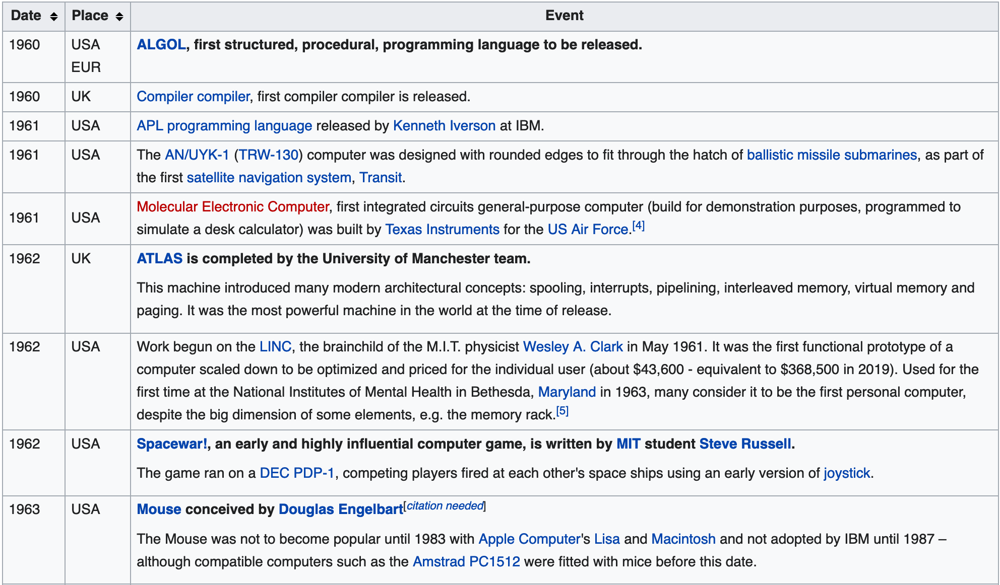 Date Place Event
1960 USA ALGOL, first structured, procedural, programming language to be released.
EUR
1960 UK Compiler compiler, first compiler compiler is released.
1961 USA APL programming language released by Kenneth Iverson at IBM.
1961 USA The AN/UYK-1 (TRW-130) computer was designed with rounded edges to fit through the hatch of ballistic missile submarines, as part of
the first satellite navigation system, Transit.
1961 USA Molecular Electronic Computer, first integrated circuits general-purpose computer (build for demonstration purposes, programmed to
simulate a desk calculator) was built by Texas Instruments for the US Air Force.[4]
1962 UK ATLAS is completed by the University of Manchester team.
This machine introduced many modern architectural concepts: spooling, interrupts, pipelining, interleaved memory, virtual memory and
paging. It was the most powerful machine in the world at the time of release.
1962 USA Work begun on the LINC, the brainchild of the M.I.T. physicist Wesley A. Clark in May 1961. It was the first functional prototype of a
computer scaled down to be optimized and priced for the individual user (about $43,600 - equivalent to $368,500 in 2019). Used for the
first time at the National Institutes of Mental Health in Bethesda, Maryland in 1963, many consider it to be the first personal computer,
despite the big dimension of some elements, e.g. the memory rack.[5]
1962 USA Spacewar!, an early and highly influential computer game, is written by MIT student Steve Russell.
The game ran on a DEC PDP-1, competing players fired at each other's space ships using an early version of joystick.
1963 USA Mouse conceived by Douglas Engelbart[citation needed]
The Mouse was not to become popular until 1983 with Apple Computer's Lisa and Macintosh and not adopted by IBM until 1987 –
although compatible computers such as the Amstrad PC1512 were fitted with mice before this date.